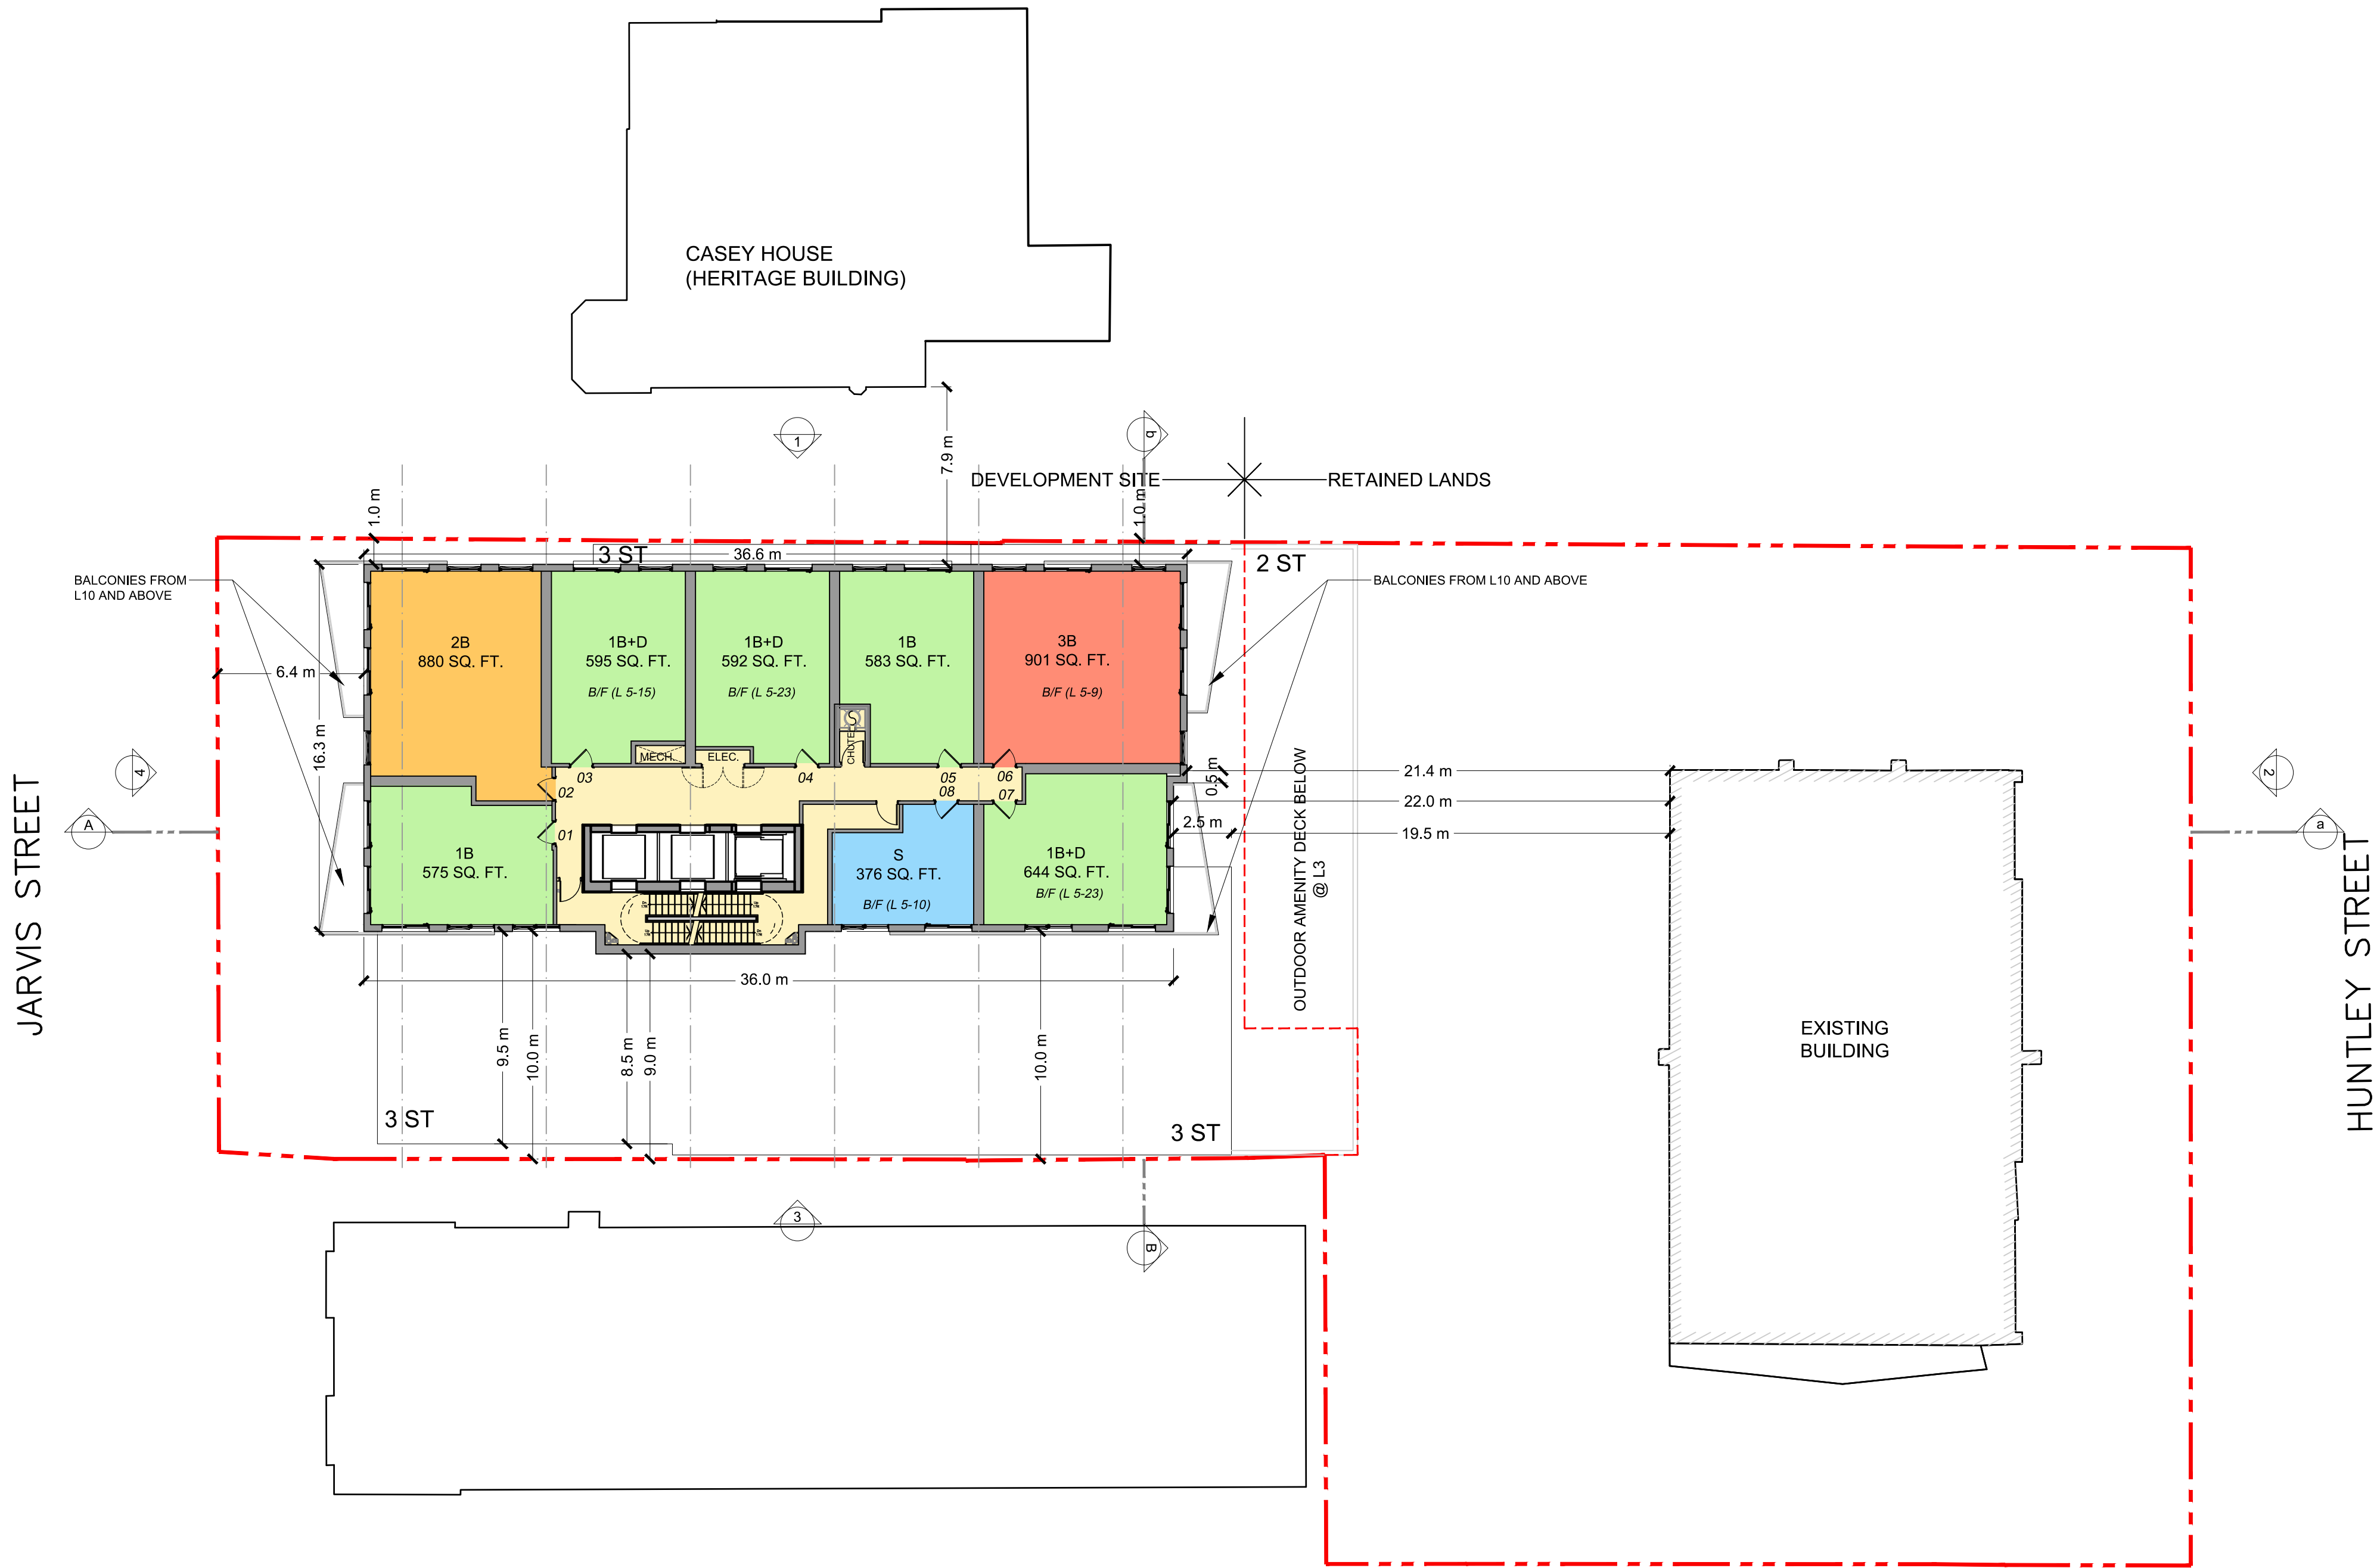 CASEY HOUSE
(HERITAGE BUILDING)
1
b
7.9 m
DEVELOPMENT SITE
RETAINED LANDS
1.0 m
1.0 m
3 ST
36.6 m
2 ST
BALCONIES FROM
L10 AND ABOVE
BALCONIES FROM L10 AND ABOVE
2B
880 SQ. FT.
1B+D
595 SQ. FT.
B/F (L 5-15)
1B+D
592 SQ. FT.
B/F (L 5-23)
1B
583 SQ. FT.
3B
901 SQ. FT.
B/F (L 5-9)
6.4 m
16.3 m
S
CHUTE
MECH.
ELEC.
03
04
05
06
02
08
07
01
4
A
JARVIS STREET
1B
575 SQ. FT.
S
376 SQ. FT.
B/F (L 5-10)
1B+D
644 SQ. FT.
B/F (L 5-23)
0.5 m
21.4 m
22.0 m
2.5 m
19.5 m
OUTDOOR AMENITY DECK BELOW
@ L3
2
a
HUNTLEY STREET
36.0 m
9.5 m
10.0 m
8.5 m
9.0 m
10.0 m
EXISTING
BUILDING
3 ST
3 ST
3
B